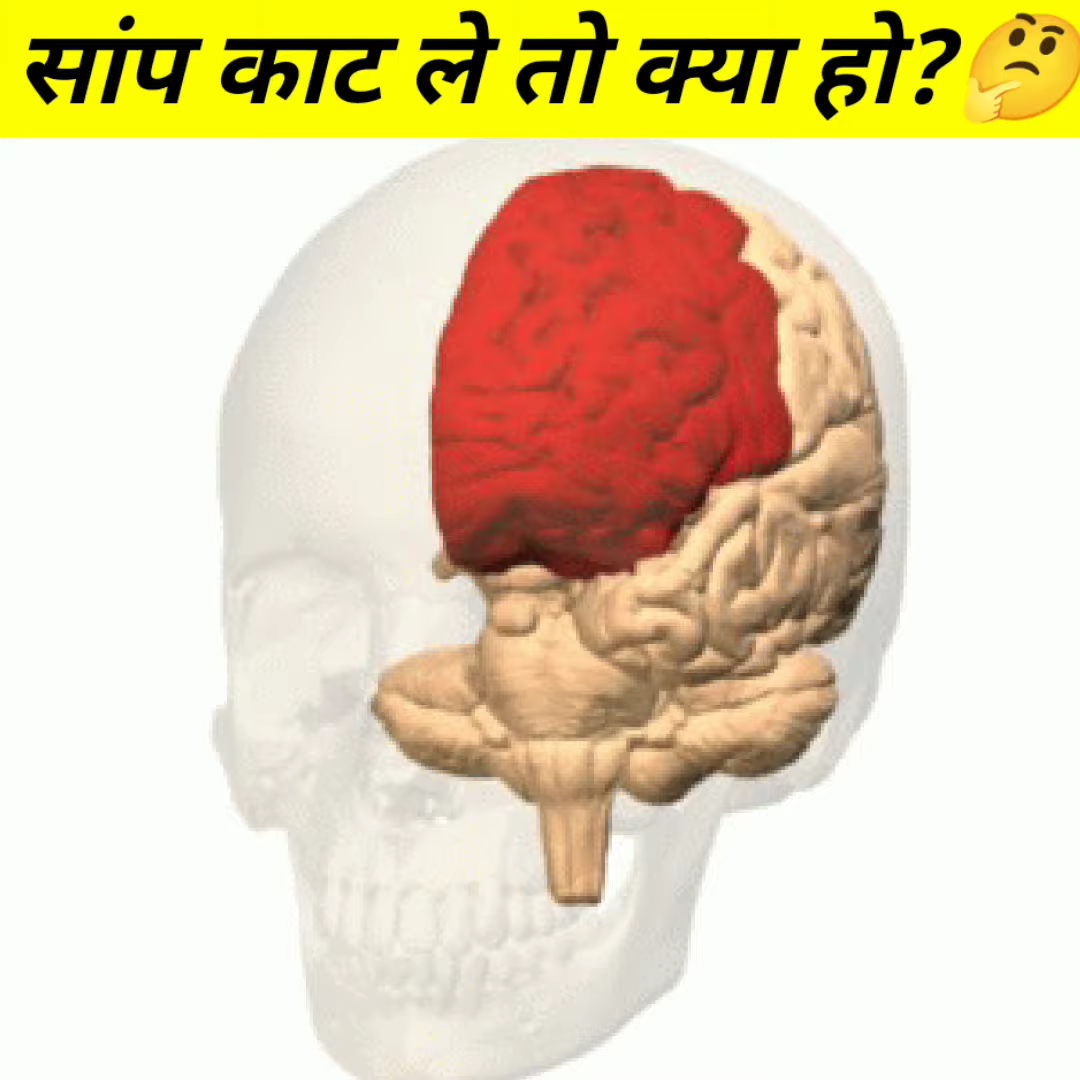 सांप काट ले तो क्या हो?🤔